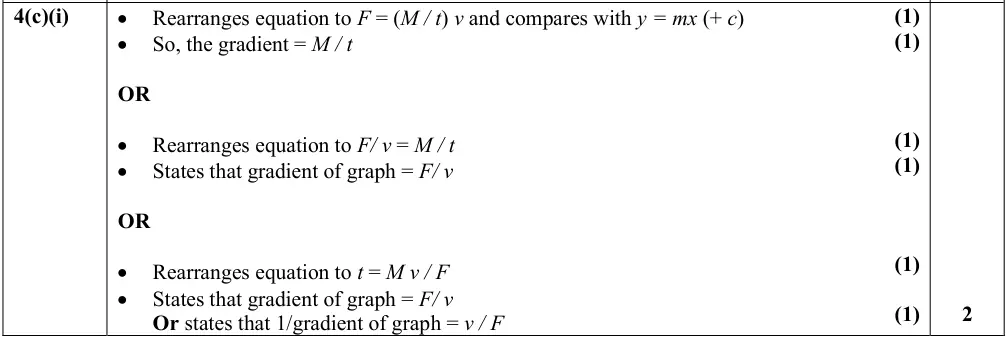 4(c)(i) • Rearranges equation to F = (M / t) v and compares with y = mx (+ c) (1)
• So, the gradient = M / t (1)
OR
• Rearranges equation to F/ v = M / t (1)
• States that gradient of graph = F/ v (1)
OR
• Rearranges equation to t = M v / F (1)
• States that gradient of graph = F/ v
Or states that 1/gradient of graph = v / F (1) 2